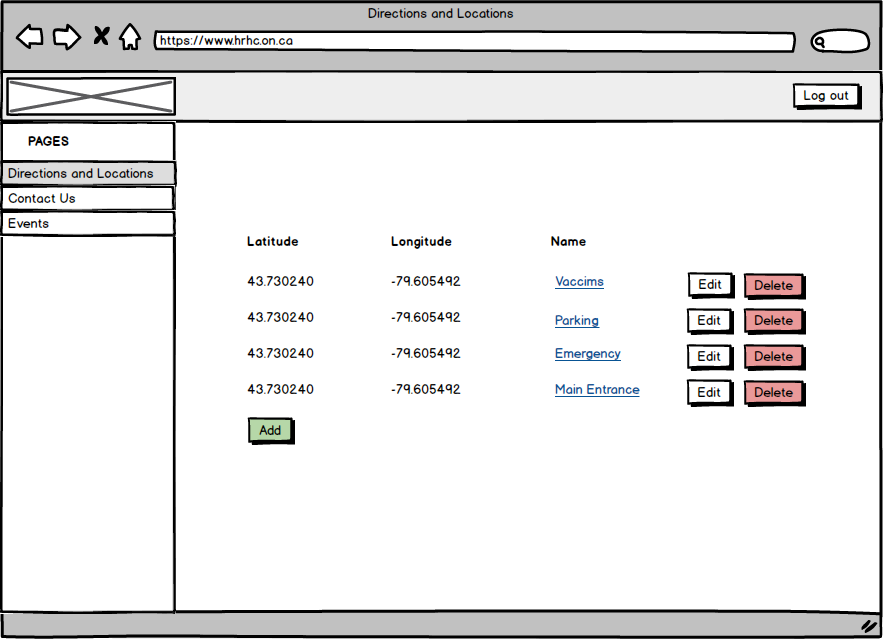 Directions and Locations
https://www.hrhc.on.ca
Log out
PAGES
Directions and Locations
Contact Us
Events
Latitude Longitude Name
43.730240 -79.605492 Vaccims Edit Delete
43.730240 -79.605492 Parking Edit Delete
43.730240 -79.605492 Emergency Edit Delete
43.730240 -79.605492 Main Entrance Edit Delete
Add